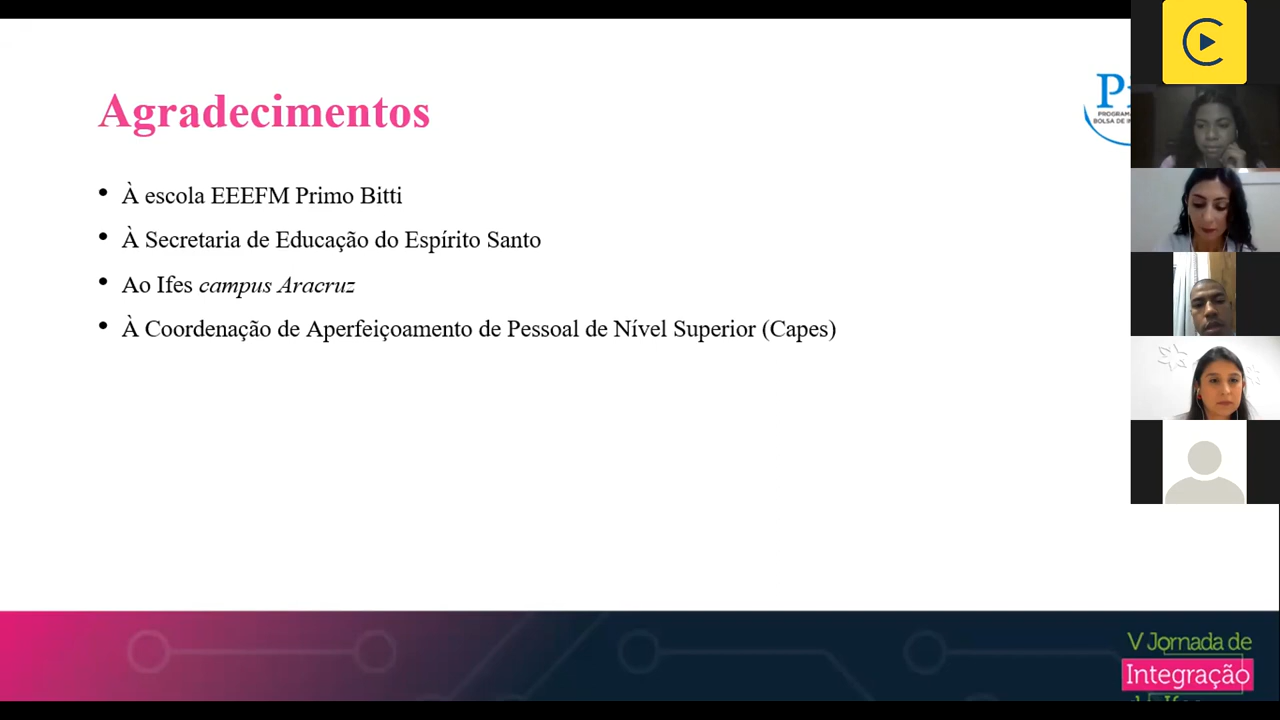 Agradecimentos
• À escola EEEFM Primo Bitti
• À Secretaria de Educação do Espírito Santo
• Ao Ifes campus Aracruz
• À Coordenação de Aperfeiçoamento de Pessoal de Nível Superior (Capes)
V Jornada de
Integração